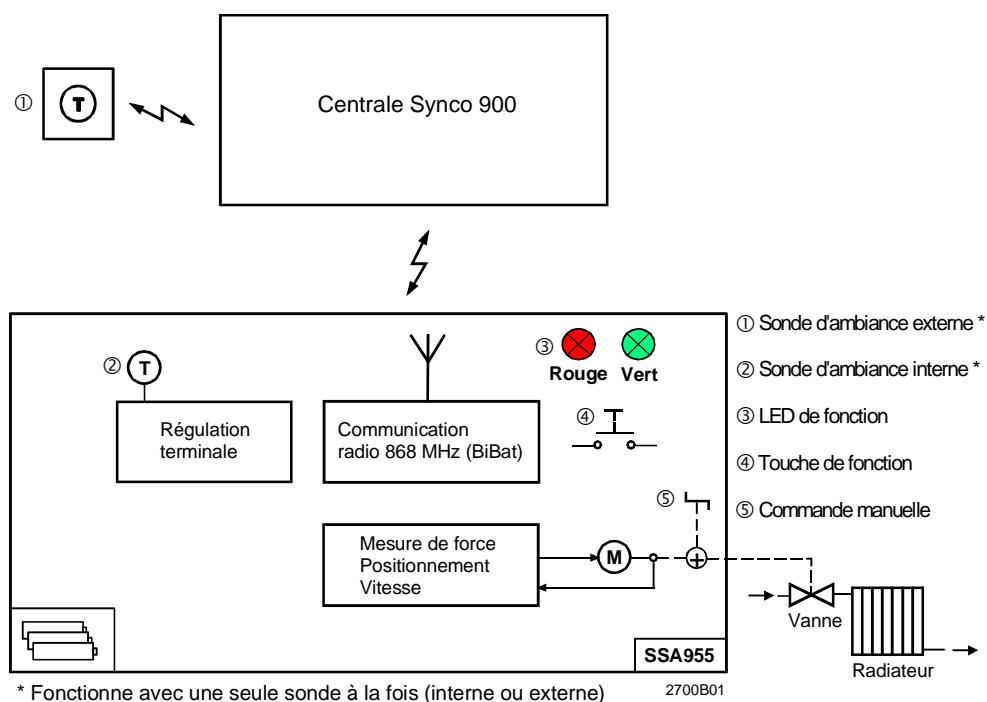 ① T
Centrale Synco 900
② T
③
Rouge Vert
Régulation
terminale
Communication
radio 868 MHz (BiBat)
④
⑤
Mesure de force
Positionnement
Vitesse
M
SSA955
① Sonde d'ambiance externe *
② Sonde d'ambiance interne *
③ LED de fonction
④ Touche de fonction
⑤ Commande manuelle
Vanne
Radiateur
* Fonctionne avec une seule sonde à la fois (interne ou externe)
2700B01